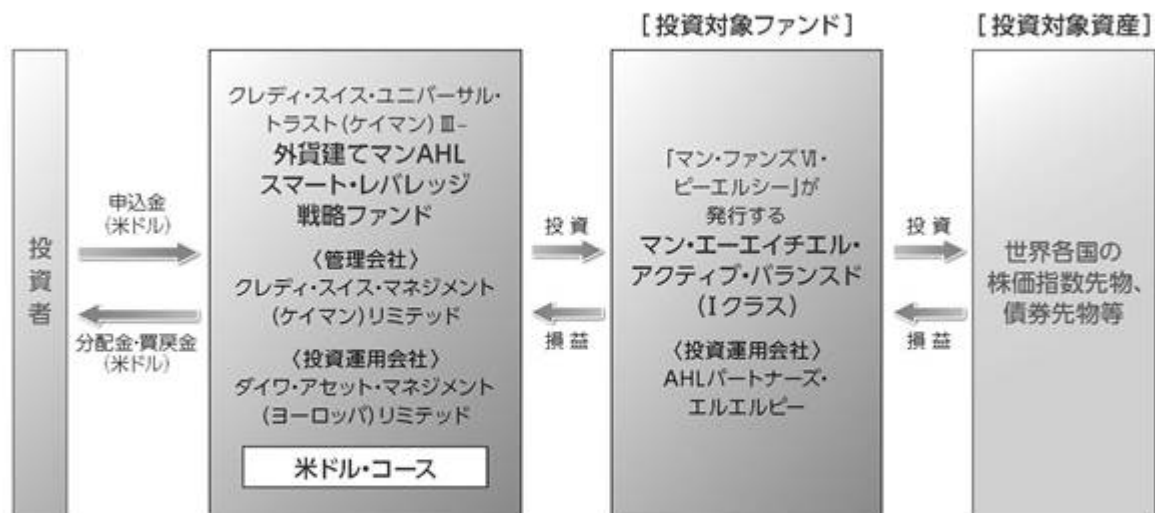 [投資対象ファンド]
[投資対象資産]
投資者
申込金
(米ドル)
分配金・買戻金
(米ドル)
クレディ・スイス・ユニバーサル・
トラスト(ケイマン)Ⅲ–
外貨建てマンAHL
スマート・レバレッジ
戦略ファンド
〈管理会社〉
クレディ・スイス・マネジメント
(ケイマン)リミテッド
〈投資運用会社〉
ダイワ・アセット・マネジメント
(ヨーロッパ)リミテッド
米ドル・コース
投資
損益
「マン・ファンズⅥ・
ピーエルシー」が
発行する
マン・エーエイチエル・
アクティブ・バランスド
(Iクラス)
〈投資運用会社〉
AHLパートナーズ・
エルエルピー
投資
損益
世界各国の
株価指数先物、
債券先物等